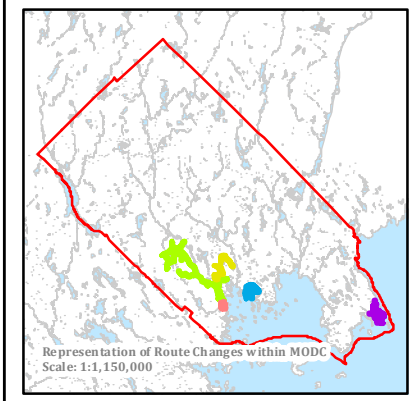 Representation of Route Changes within MODC
Scale: 1:1,150,000